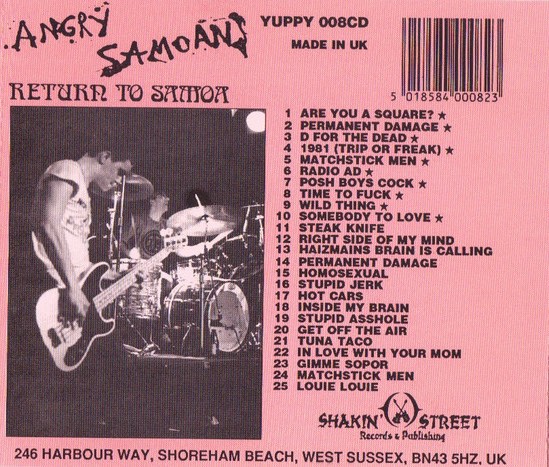 ANGRY SAMOANS
YUPPY 008CD
MADE IN UK
5 018584 000823
RETURN TO SAMOA
1 ARE YOU A SQUARE? ★
2 PERMANENT DAMAGE ★
3 D FOR THE DEAD ★
4 1981 (TRIP OR FREAK) ★
5 MATCHSTICK MEN ★
6 RADIO AD ★
7 POSH BOYS COCK ★
8 TIME TO FUCK ★
9 WILD THING ★
10 SOMEBODY TO LOVE ★
11 STEAK KNIFE
12 RIGHT SIDE OF MY MIND
13 HAIZMAINS BRAIN IS CALLING
14 PERMANENT DAMAGE
15 HOMOSEXUAL
16 STUPID JERK
17 HOT CARS
18 INSIDE MY BRAIN
19 STUPID ASSHOLE
20 GET OFF THE AIR
21 TUNA TACO
22 IN LOVE WITH YOUR MOM
23 GIMME SOPOR
24 MATCHSTICK MEN
25 LOUIE LOUIE
SHAKIN' STREET
Records & Publishing
246 HARBOUR WAY, SHOREHAM BEACH, WEST SUSSEX, BN43 5HZ. UK